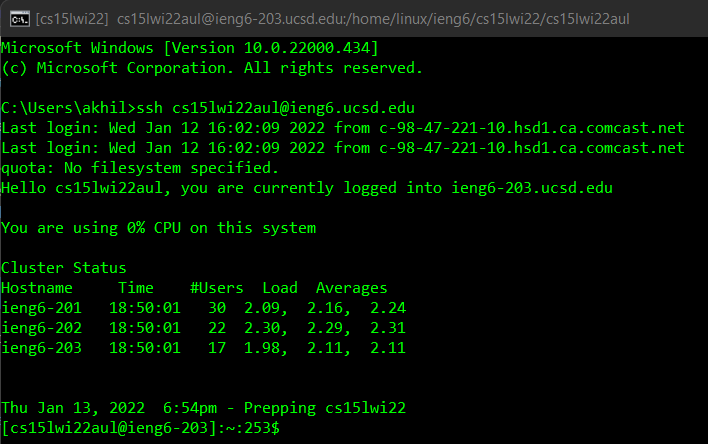 [cs15lwi22] cs15lwi22aul@ieng6-203.ucsd.edu:/home/linux/ieng6/cs15lwi22/cs15lwi22aul
Microsoft Windows [Version 10.0.22000.434]
(c) Microsoft Corporation. All rights reserved.
C:\Users\akhil>ssh cs15lwi22aul@ieng6.ucsd.edu
Last login: Wed Jan 12 16:02:09 2022 from c-98-47-221-10.hsd1.ca.comcast.net
Last login: Wed Jan 12 16:02:09 2022 from c-98-47-221-10.hsd1.ca.comcast.net
quota: No filesystem specified.
Hello cs15lwi22aul, you are currently logged into ieng6-203.ucsd.edu
You are using 0% CPU on this system
Cluster Status
Hostname     Time    #Users  Load  Averages
ieng6-201   18:50:01   30  2.09,  2.16,  2.24
ieng6-202   18:50:01   22  2.30,  2.29,  2.31
ieng6-203   18:50:01   17  1.98,  2.11,  2.11
Thu Jan 13, 2022  6:54pm - Prepping cs15lwi22
[cs15lwi22aul@ieng6-203]:~:253$